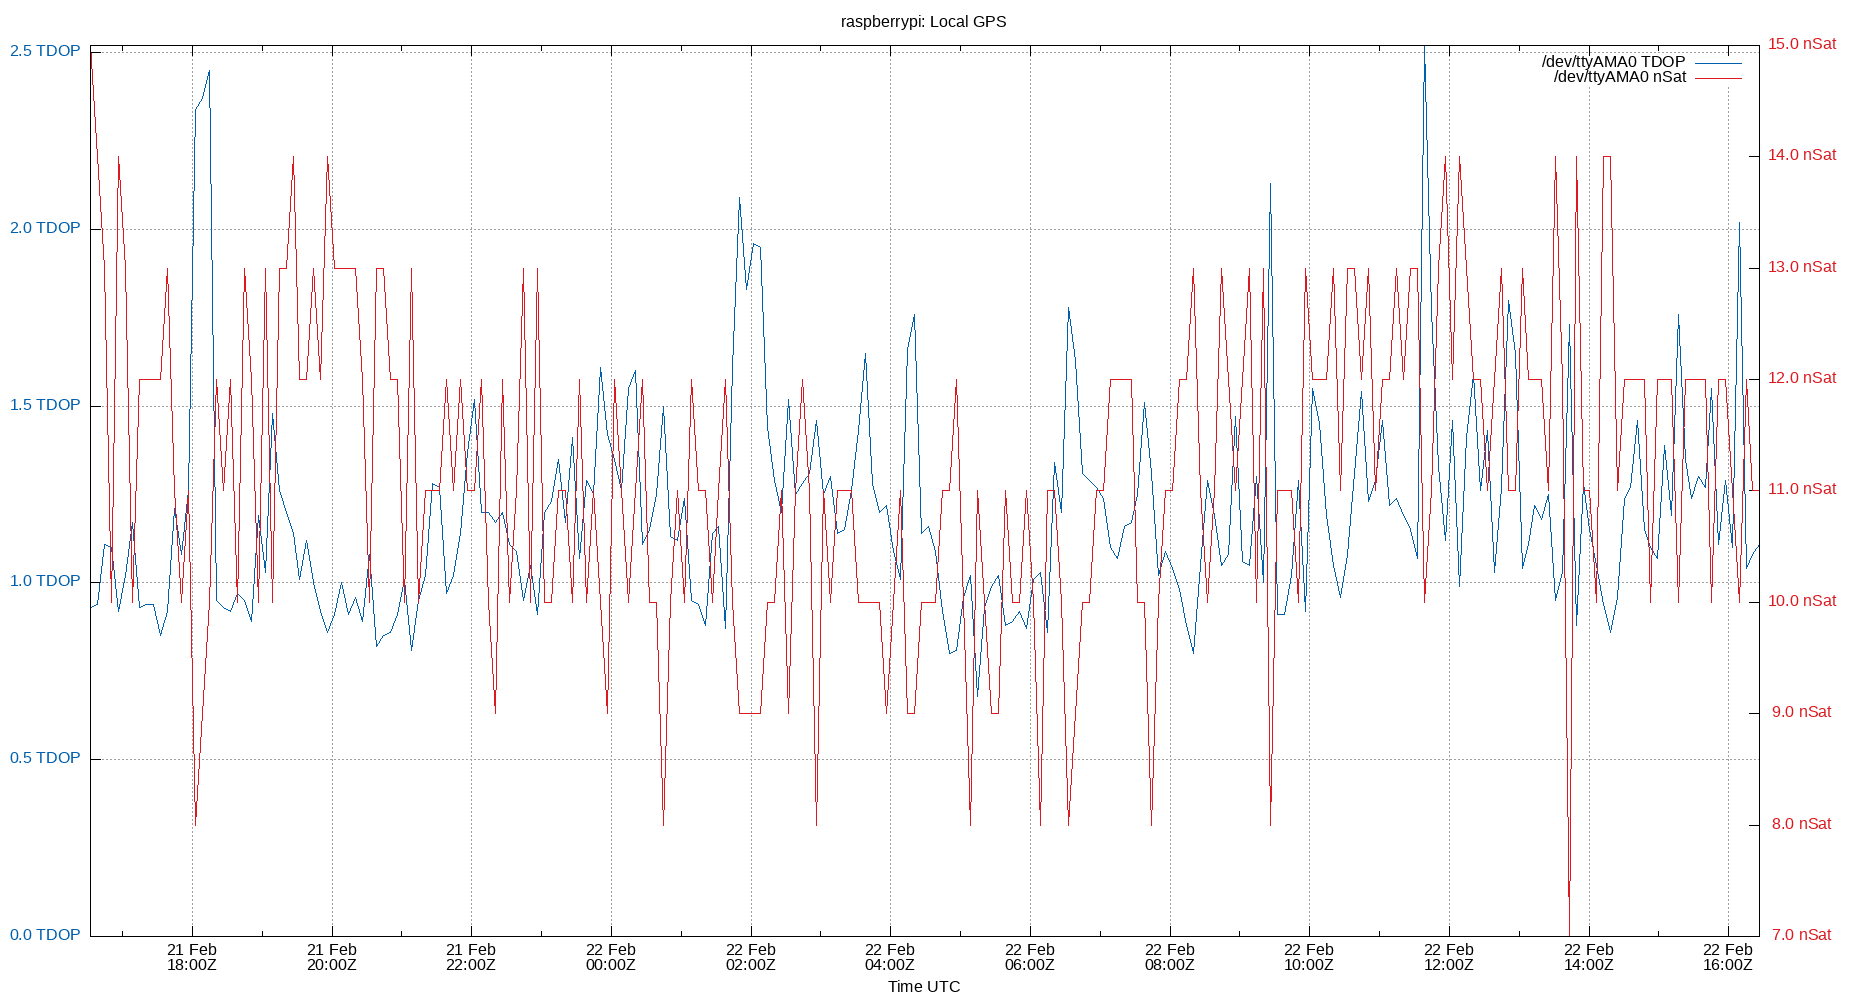 raspberrypi: Local GPS
2.5 TDOP
2.0 TDOP
1.5 TDOP
1.0 TDOP
0.5 TDOP
0.0 TDOP
15.0 nSat
14.0 nSat
13.0 nSat
12.0 nSat
11.0 nSat
10.0 nSat
9.0 nSat
8.0 nSat
7.0 nSat
/dev/ttyAMA0 TDOP
/dev/ttyAMA0 nSat
21 Feb
18:00Z
21 Feb
20:00Z
21 Feb
22:00Z
22 Feb
00:00Z
22 Feb
02:00Z
22 Feb
04:00Z
22 Feb
06:00Z
22 Feb
08:00Z
22 Feb
10:00Z
22 Feb
12:00Z
22 Feb
14:00Z
22 Feb
16:00Z
Time UTC